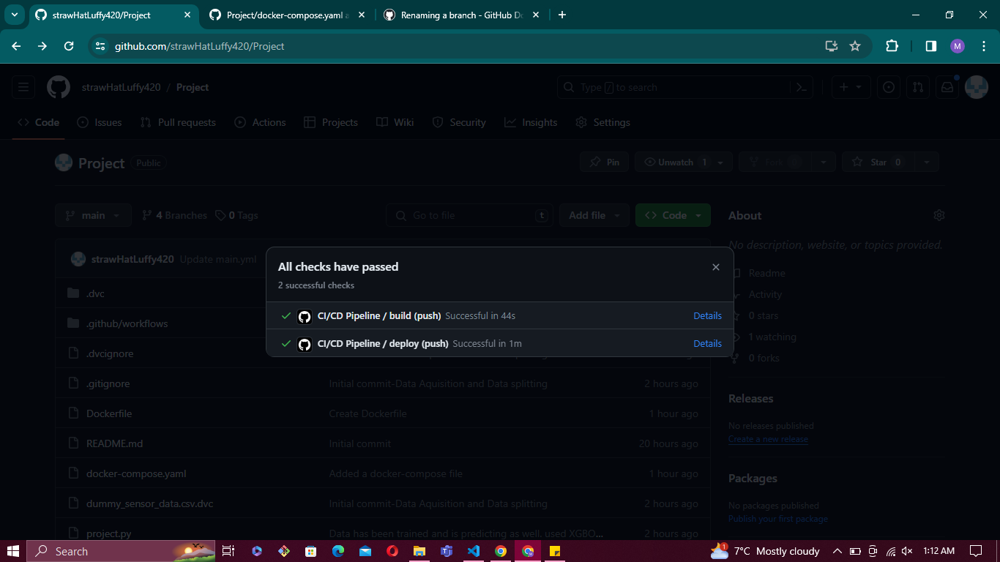 strawHatLuffy420/Project
Project/docker-compose.yaml a
Renaming a branch - GitHub Do
github.com/strawHatLuffy420/Project
M
strawHatLuffy420 / Project
Type / to search
Code
Issues
Pull requests
Actions
Projects
Wiki
Security
Insights
Settings
Project Public
Pin
Unwatch 1
Fork 0
Star 0
main
4 Branches
0 Tags
Go to file
t
Add file
Code
About
No description, website, or topics provided.
strawHatLuffy420 Update main.yml
All checks have passed
2 successful checks
CI/CD Pipeline / build (push) Successful in 44s Details
CI/CD Pipeline / deploy (push) Successful in 1m Details
Readme
Activity
0 stars
1 watching
0 forks
.dvc
.github/workflows
.dvcignore
.gitignore Initial commit-Data Aquisition and Data splitting 2 hours ago
Dockerfile Create Dockerfile 1 hour ago
README.md Initial commit 20 hours ago
docker-compose.yaml Added a docker-compose file 1 hour ago
dummy_sensor_data.csv.dvc Initial commit-Data Aquisition and Data splitting 2 hours ago
project.py Data has been trained and is predicting as well. used XGBO... 2 hours ago
Releases
No releases published
Create a new release
Packages
No packages published
Publish your first package
Search
1
7°C Mostly cloudy
1:12 AM